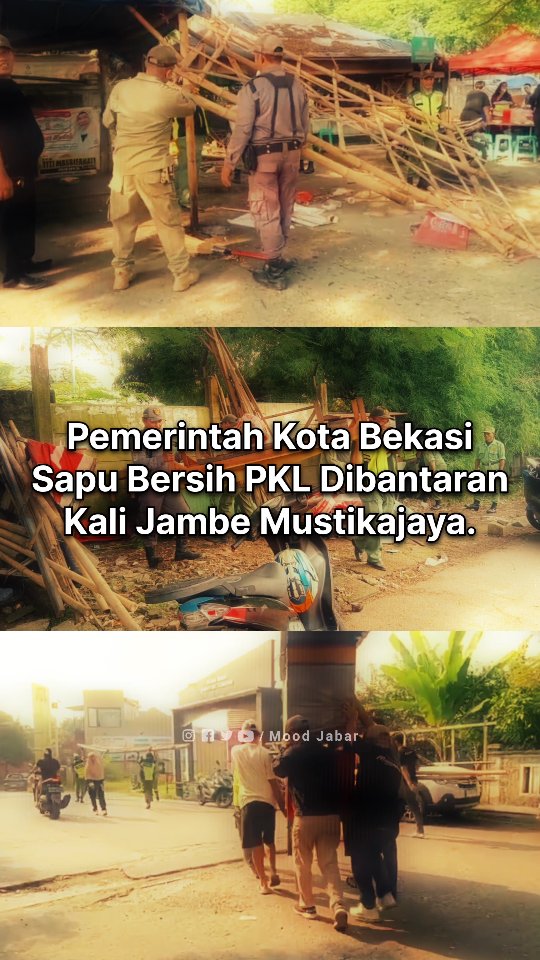 Pemerintah Kota Bekasi
Sapu Bersih PKL Dibantaran
Kali Jambe Mustikajaya.
/ Mood Jabar